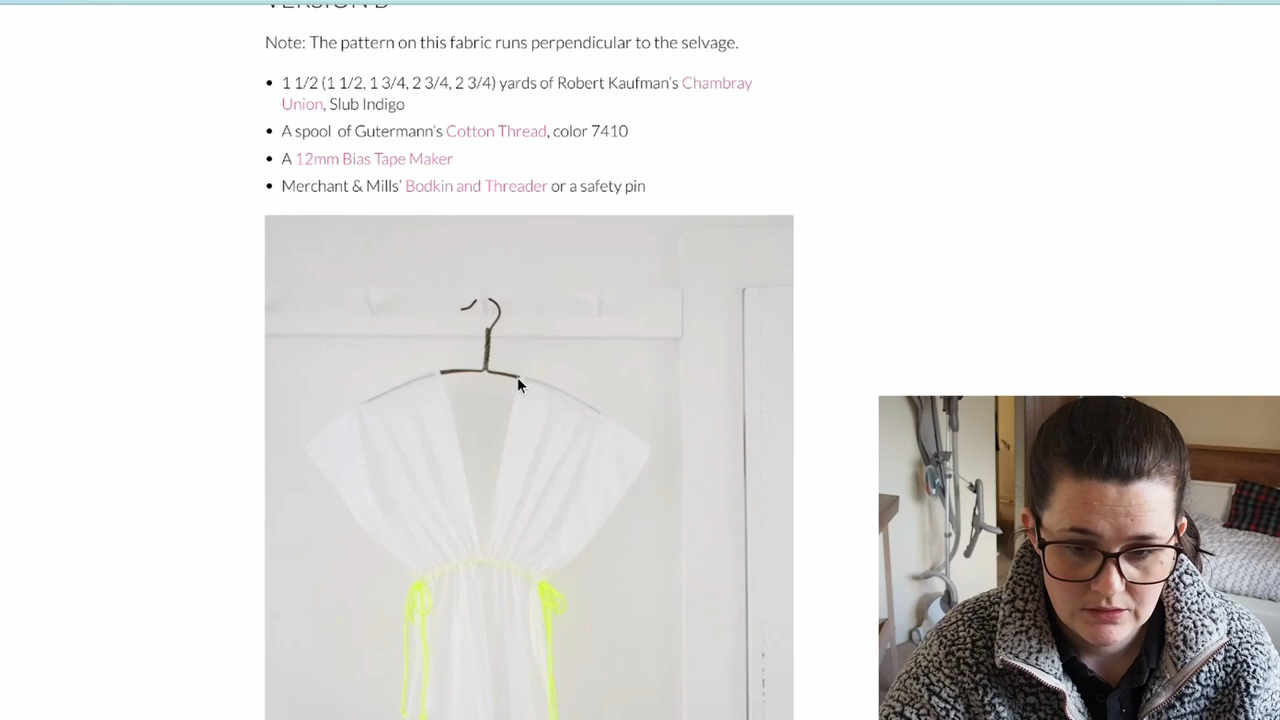 Note: The pattern on this fabric runs perpendicular to the selvage.
• 1 1/2 (1 1/2, 1 3/4, 2 3/4, 2 3/4) yards of Robert Kaufman's Chambray
Union, Slub Indigo
• A spool of Gutermann's Cotton Thread, color 7410
• A 12mm Bias Tape Maker
• Merchant & Mills' Bodkin and Threader or a safety pin